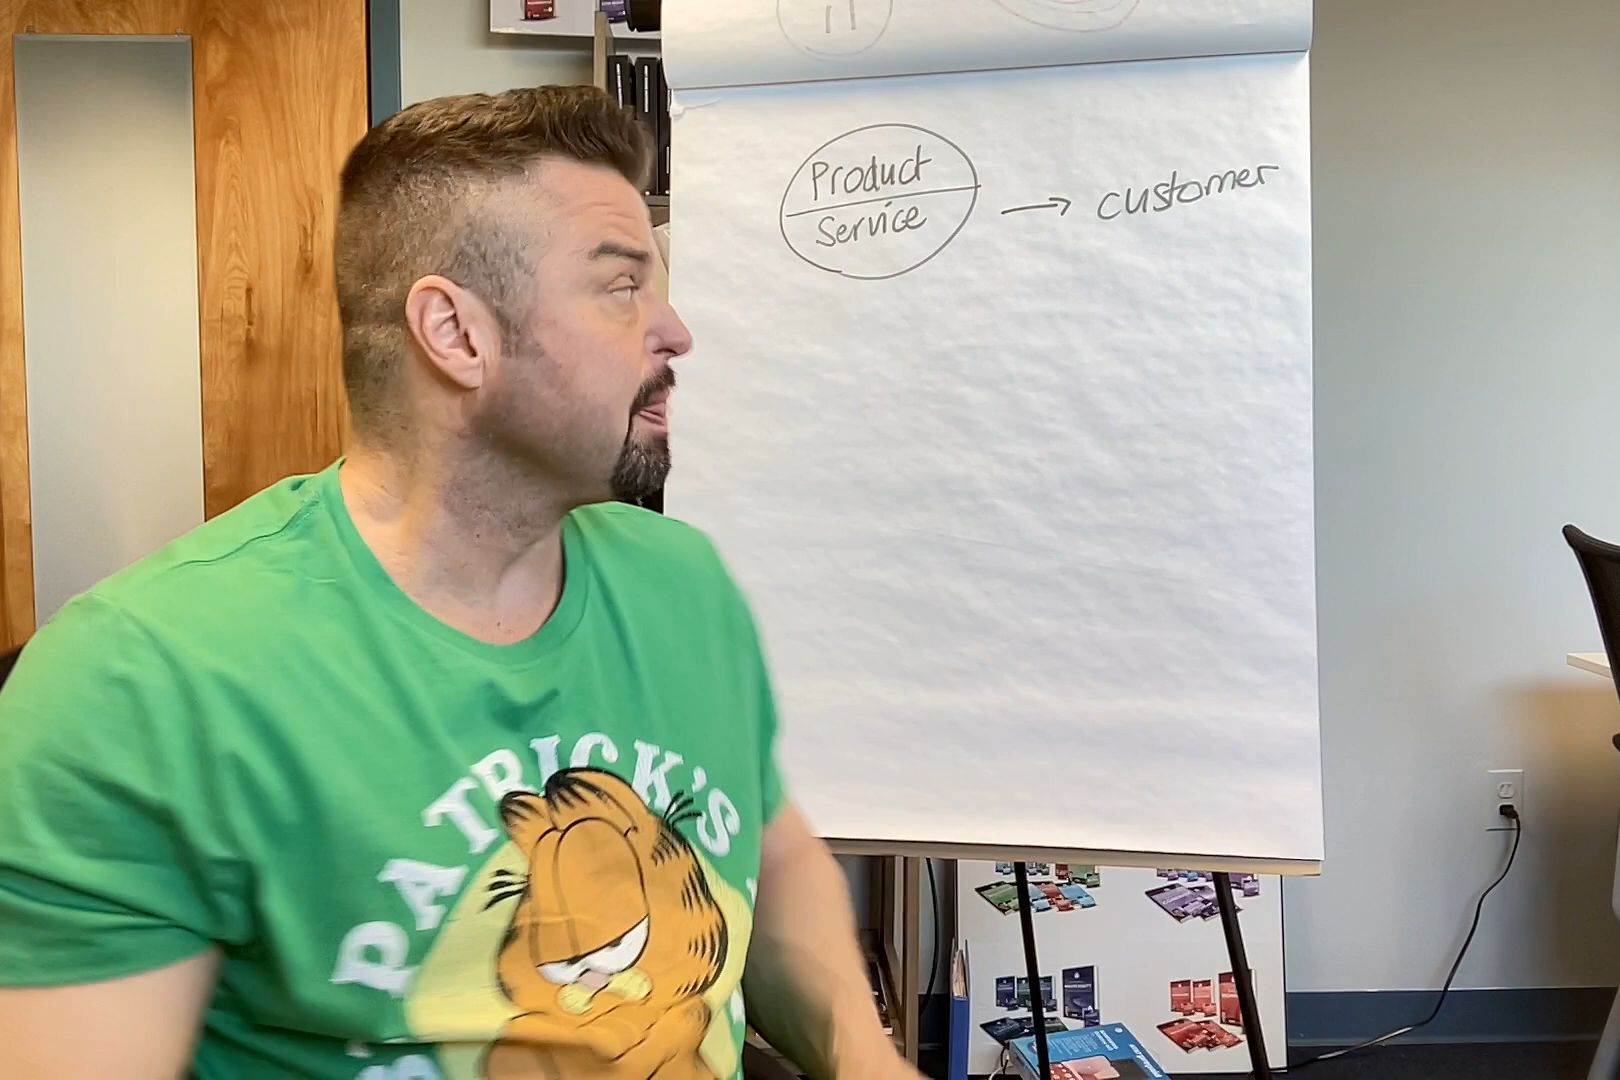 Product
Service
→ customer
PATRICK'S